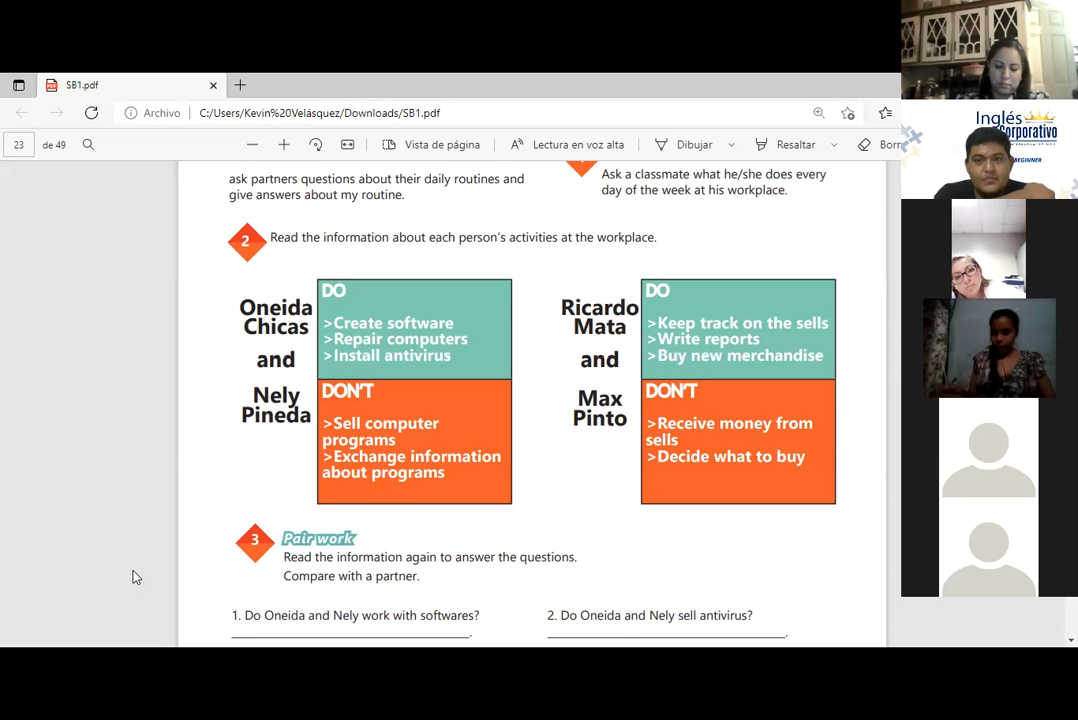 SB1.pdf
Archivo
C:/Users/Kevin%20Velásquez/Downloads/SB1.pdf
23
de 49
Vista de página
Lectura en voz alta
Dibujar
Resaltar
Borr
ask partners questions about their daily routines and
give answers about my routine.
Ask a classmate what he/she does every
day of the week at his workplace.
2
Read the information about each person's activities at the workplace.
Oneida
Chicas
and
Nely
Pineda
DO
>Create software
>Repair computers
>Install antivirus
DON'T
>Sell computer
programs
>Exchange information
about programs
Ricardo
Mata
and
Max
Pinto
DO
>Keep track on the sells
>Write reports
>Buy new merchandise
DON'T
>Receive money from
sells
>Decide what to buy
3
Pair work
Read the information again to answer the questions.
Compare with a partner.
1. Do Oneida and Nely work with softwares?
2. Do Oneida and Nely sell antivirus?
Inglés
Corporativo
BEGINNER